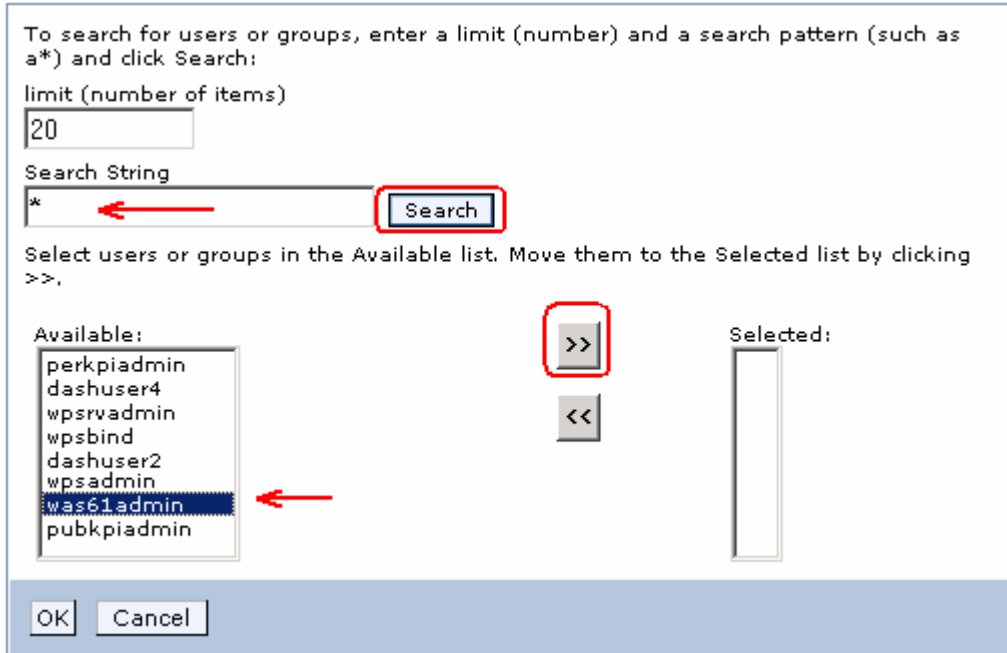 To search for users or groups, enter a limit (number) and a search pattern (such as
a*) and click Search:
limit (number of items)
20
Search String
*
Search
Select users or groups in the Available list. Move them to the Selected list by clicking
>>.
Available:
>>
Selected:
perkpiadmin
dashuser4
wpsrvadmin
<<
wpsbind
dashuser2
wpsadmin
was61admin
pubkpiadmin
OK
Cancel